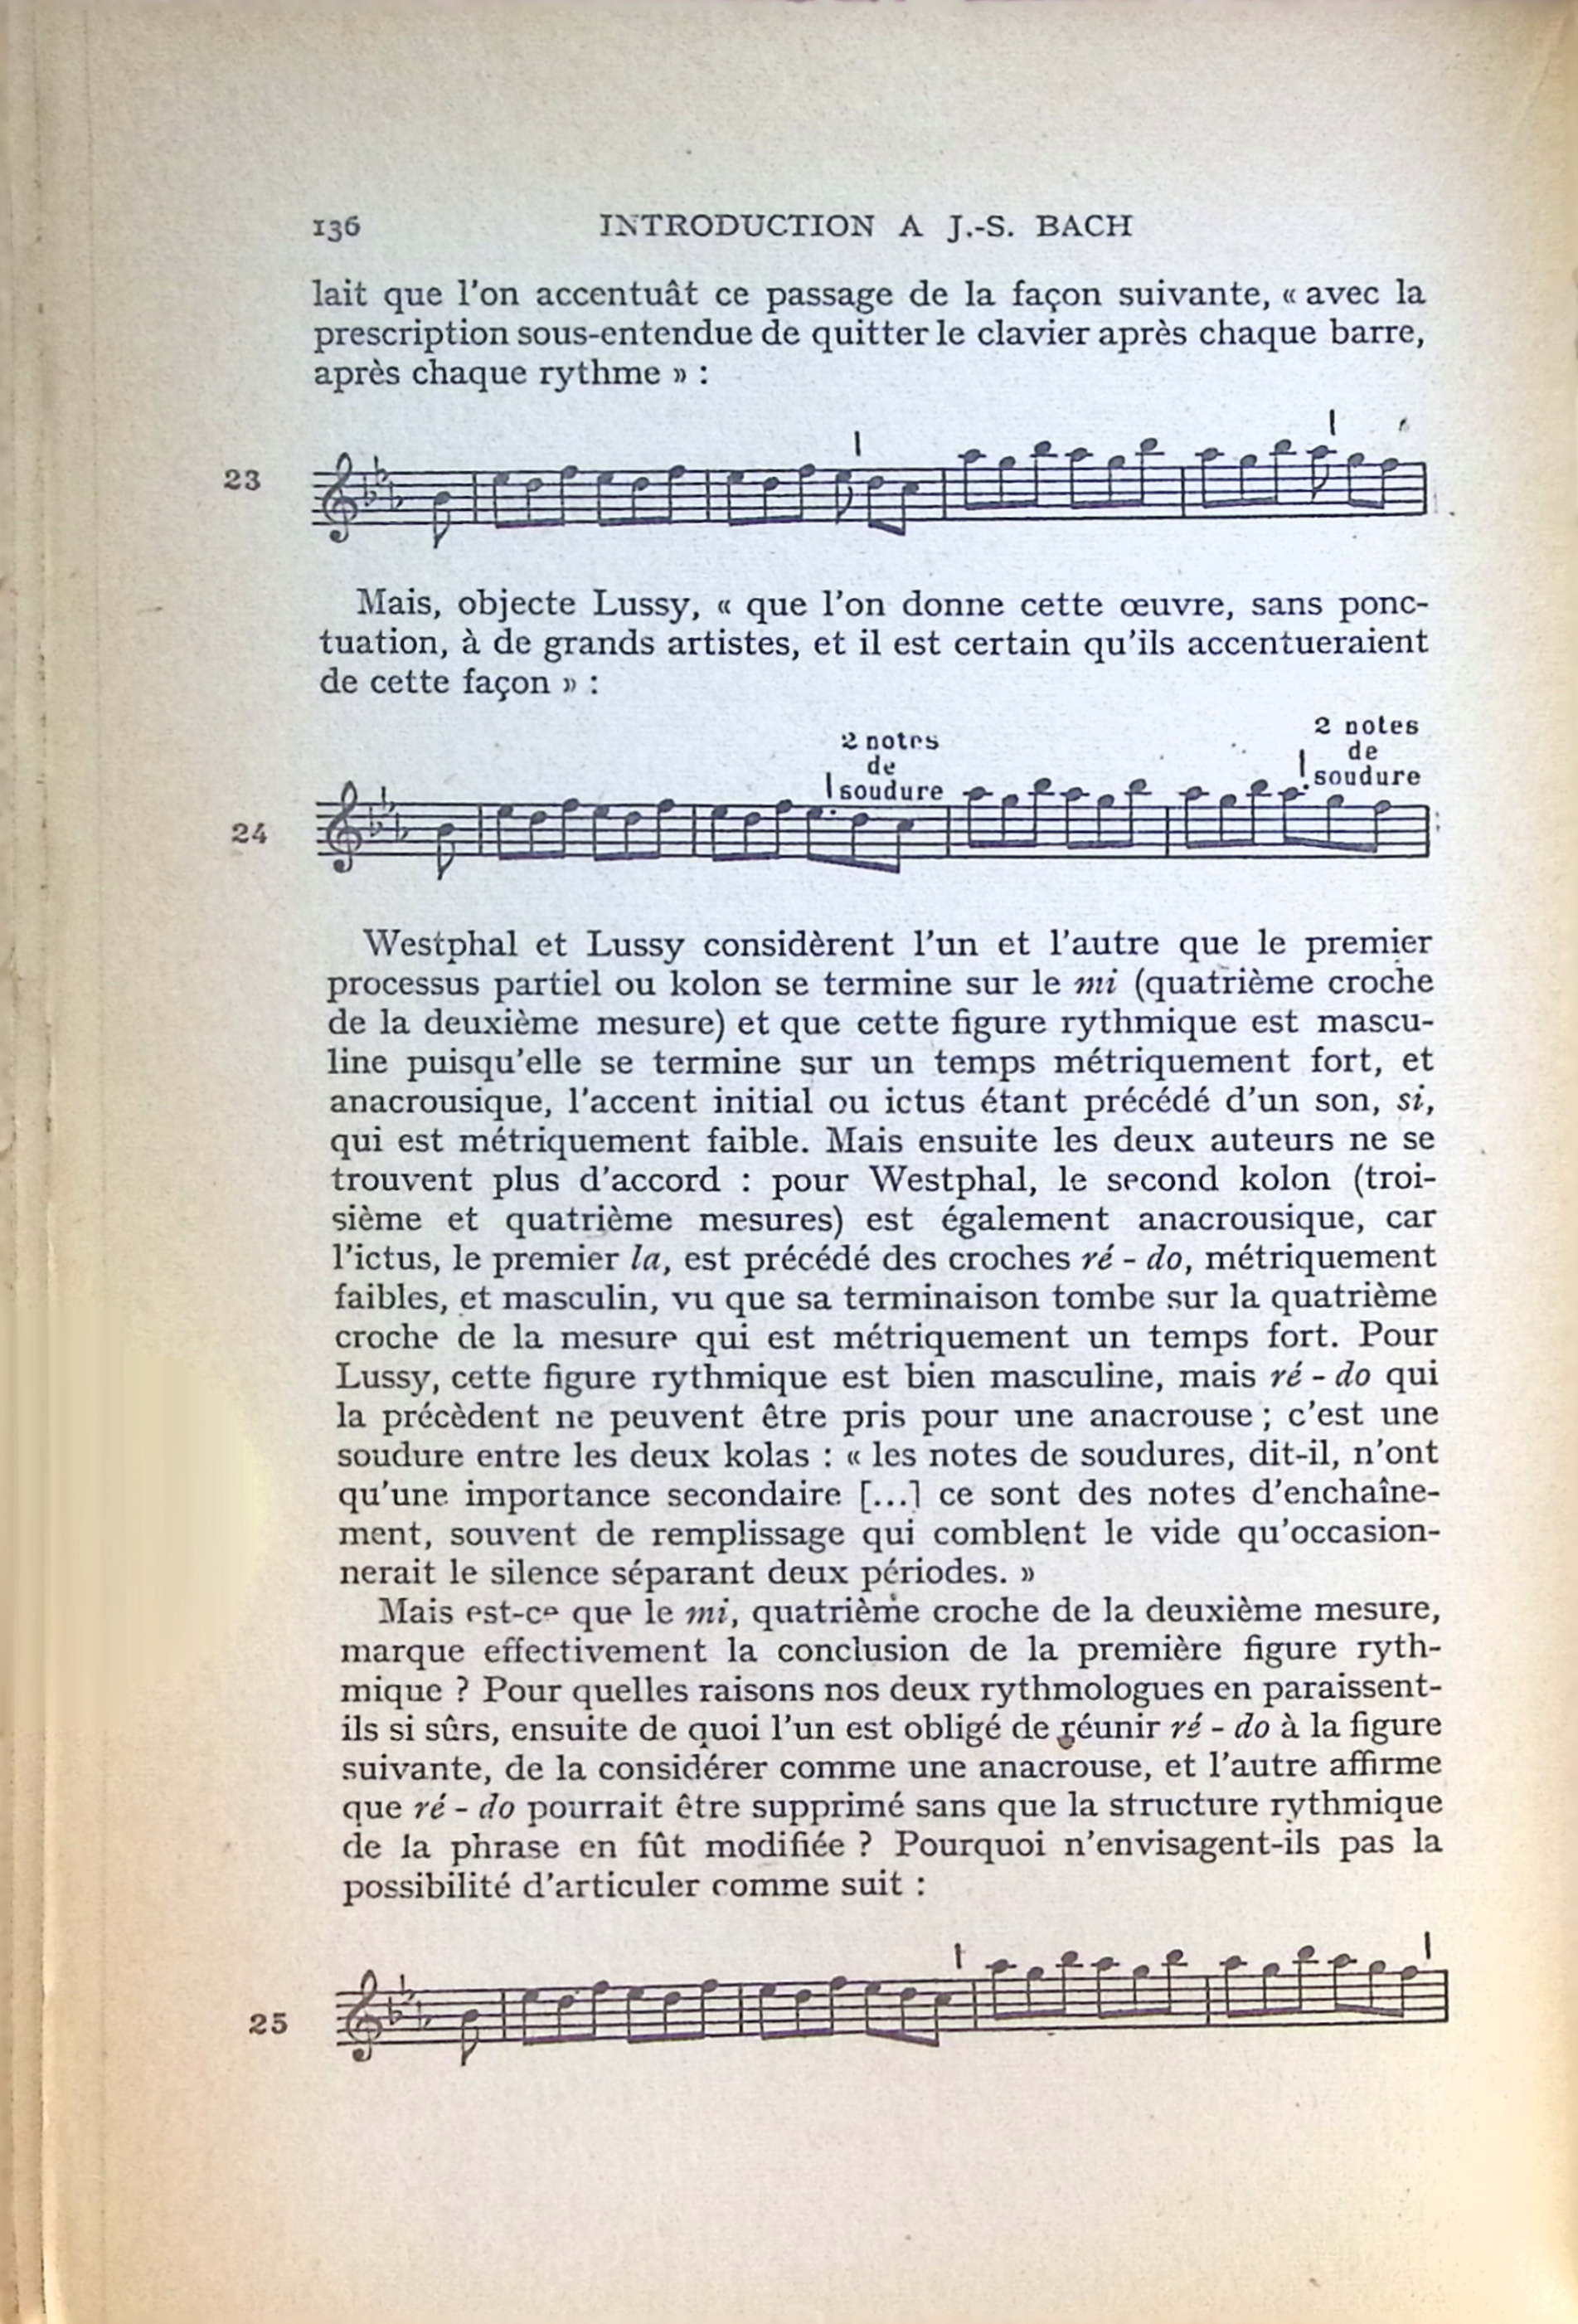 136 INTRODUCTION A J.-S. BACH
lait que l'on accentuât ce passage de la façon suivante, « avec la
prescription sous-entendue de quitter le clavier après chaque barre,
après chaque rythme » :
23
Mais, objecte Lussy, « que l'on donne cette œuvre, sans ponc-
tuation, à de grands artistes, et il est certain qu'ils accentueraient
de cette façon » :
2 notes
de
soudure
2 notes
de
soudure
24
Westphal et Lussy considèrent l'un et l'autre que le premier
processus partiel ou kolon se termine sur le mi (quatrième croche
de la deuxième mesure) et que cette figure rythmique est mascu-
line puisqu'elle se termine sur un temps métriquement fort, et
anacrousique, l'accent initial ou ictus étant précédé d'un son, si,
qui est métriquement faible. Mais ensuite les deux auteurs ne se
trouvent plus d'accord : pour Westphal, le second kolon (troi-
sième et quatrième mesures) est également anacrousique, car
l'ictus, le premier la, est précédé des croches ré - do, métriquement
faibles, et masculin, vu que sa terminaison tombe sur la quatrième
croche de la mesure qui est métriquement un temps fort. Pour
Lussy, cette figure rythmique est bien masculine, mais ré - do qui
la précèdent ne peuvent être pris pour une anacrouse ; c'est une
soudure entre les deux kolas : « les notes de soudures, dit-il, n'ont
qu'une importance secondaire [...] ce sont des notes d'enchaîne-
ment, souvent de remplissage qui comblent le vide qu'occasion-
nerait le silence séparant deux périodes. »
Mais est-ce que le mi, quatrième croche de la deuxième mesure,
marque effectivement la conclusion de la première figure ryth-
mique ? Pour quelles raisons nos deux rythmologues en paraissent-
ils si sûrs, ensuite de quoi l'un est obligé de réunir ré - do à la figure
suivante, de la considérer comme une anacrouse, et l'autre affirme
que ré - do pourrait être supprimé sans que la structure rythmique
de la phrase en fût modifiée ? Pourquoi n'envisagent-ils pas la
possibilité d'articuler comme suit :
25